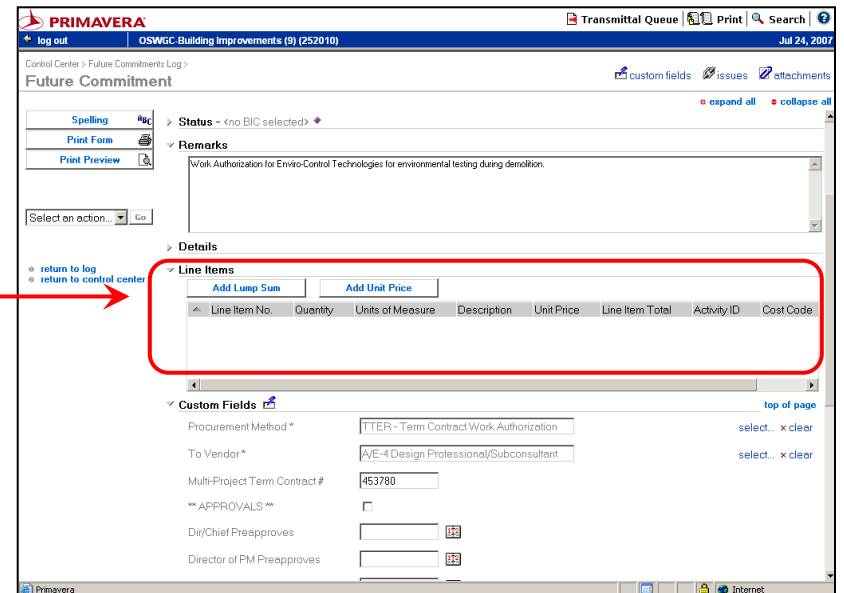 PRIMAVERA
Transmittal Queue Print Search ?
log out OSWGC-Building Improvements (9) (252010) Jul 24, 2007
Control Center > Future Commitments Log >
Future Commitment
custom fields issues attachments
expand all collapse all
Spelling ABC
Print Form
Print Preview
Select an action... Go
return to log
return to control center
Status - <no BIC selected>
Remarks
Work Authorization for Enviro-Control Technologies for environmental testing during demolition.
Details
Line Items
Add Lump Sum Add Unit Price
Line Item No. Quantity Units of Measure Description Unit Price Line Item Total Activity ID Cost Code
Custom Fields top of page
Procurement Method * TTER - Term Contract Work Authorization select... × clear
To Vendor * A/E-4 Design Professional/Subconsultant select... × clear
Multi-Project Term Contract # 453780
** APPROVALS **
Dir/Chief Preapproves
Director of PM Preapproves
Primavera Internet